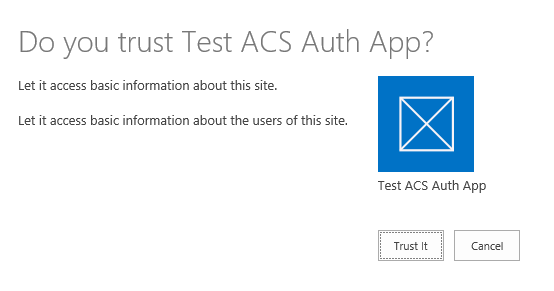 Do you trust Test ACS Auth App?
Let it access basic information about this site.
Let it access basic information about the users of this site.
Test ACS Auth App
Trust It
Cancel